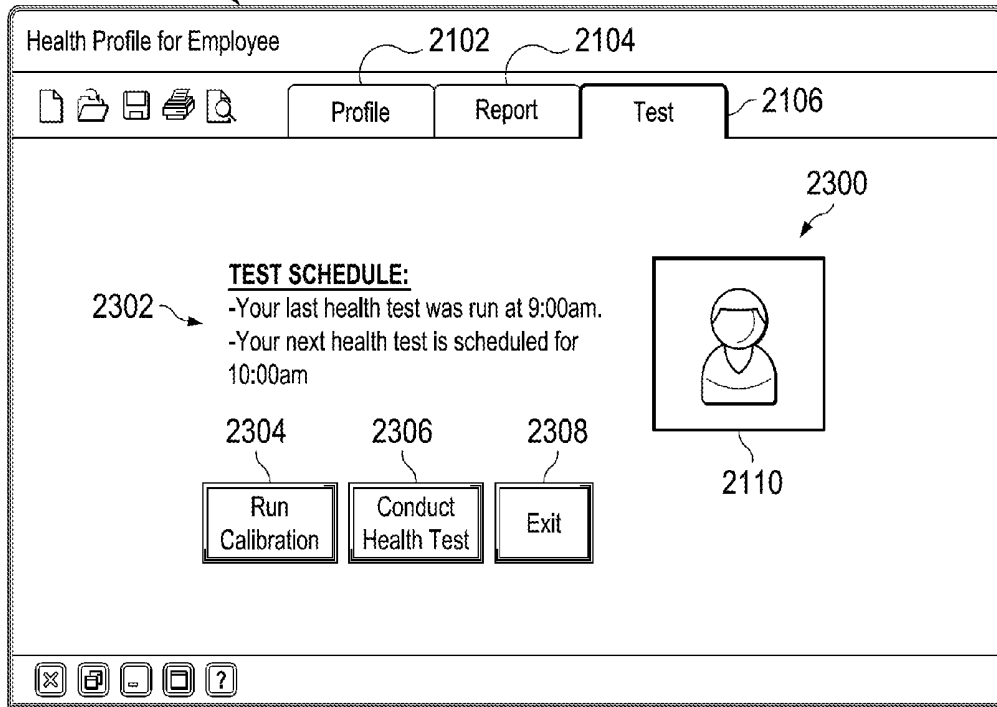 Health Profile for Employee
2102
2104
Profile
Report
Test
2106
2300
TEST SCHEDULE:
2302
-Your last health test was run at 9:00am.
-Your next health test is scheduled for
10:00am
2304
2306
2308
2110
Run
Calibration
Conduct
Health Test
Exit
?